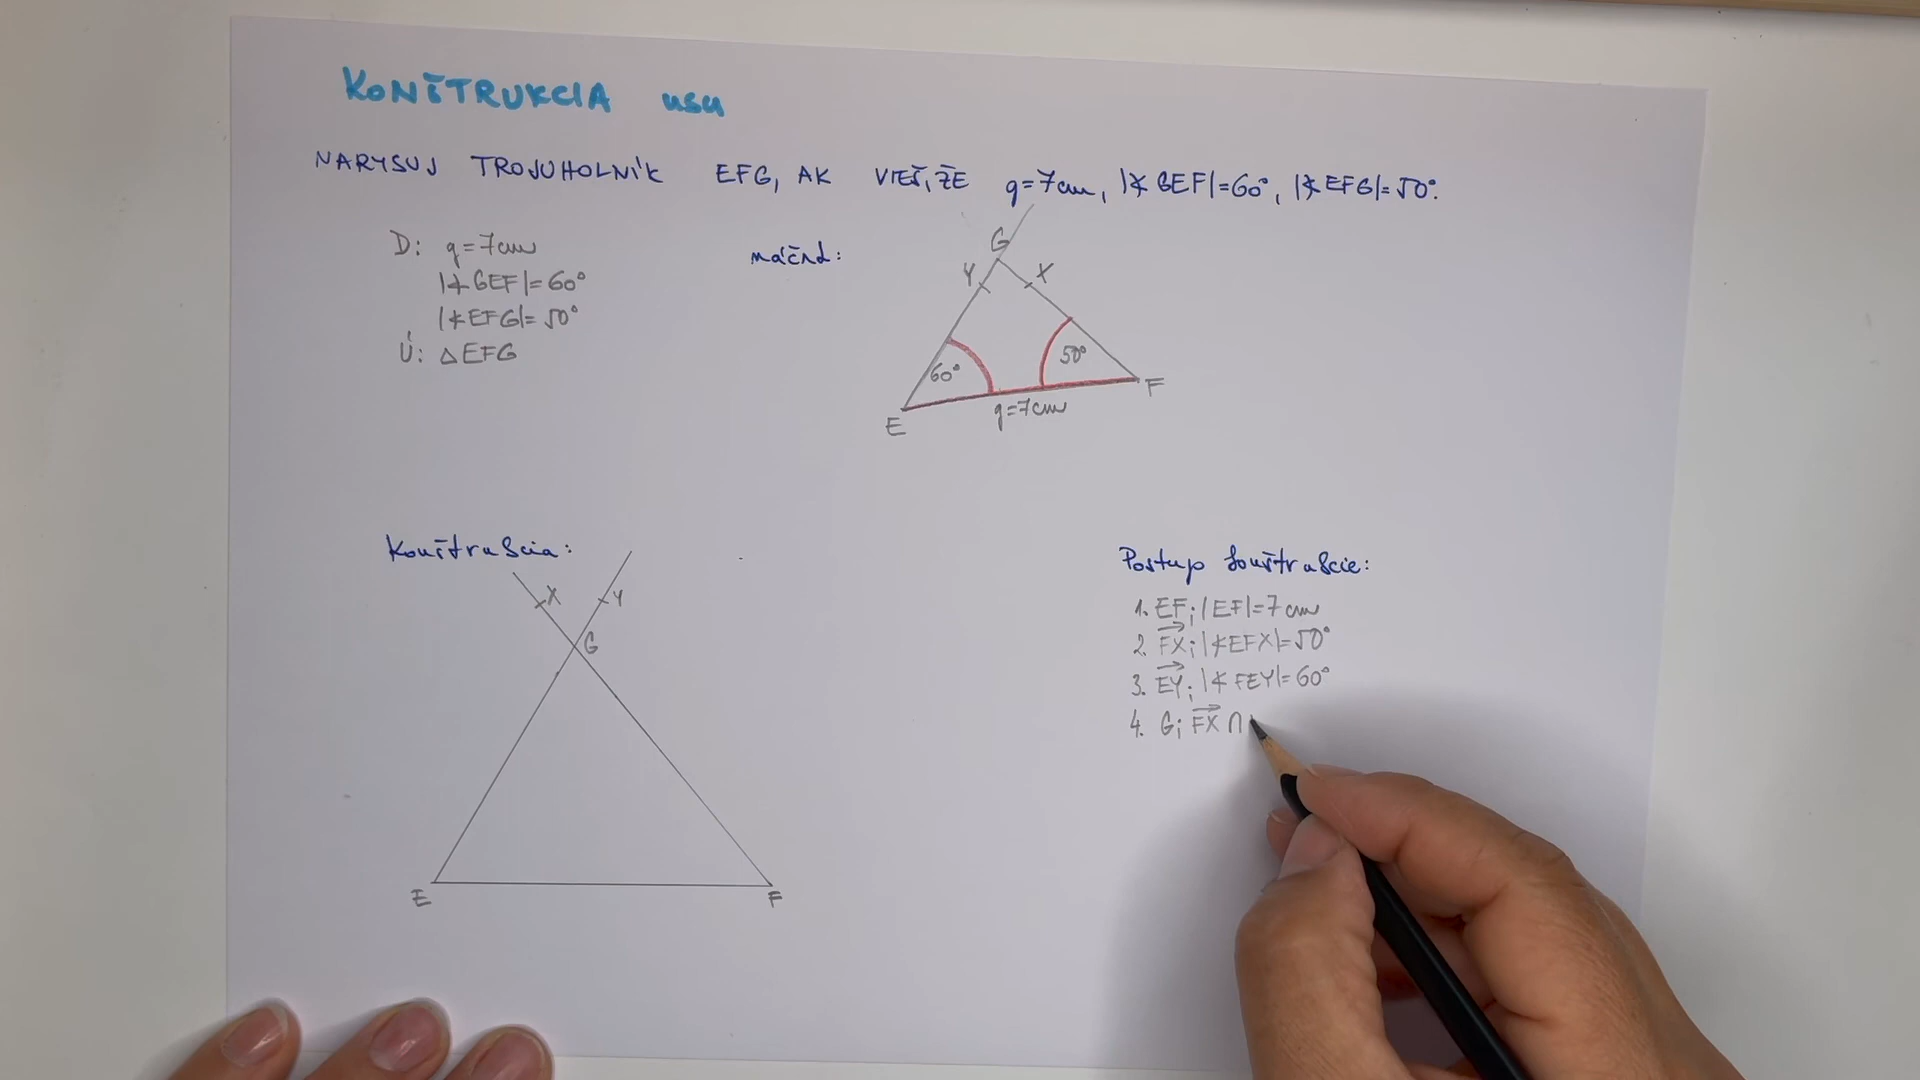 KONŠTRUKCIA usu
NARYSUJ TROJUHOLNÍK EFG, AK VIEŠ, ŽE g=7cm, |∢GEF|=60°, |∢EFG|=50°.
D: g=7cm
|∢GEF|=60°
|∢EFG|=50°
Ú: △EFG
náčrt:
G
Y X
60° 50°
E g=7cm F
Konštrukcia:
X Y
G
E F
Postup konštrukcie:
1. EF; |EF|=7cm
2. →FX; |∢EFX|=50°
3. →EY; |∢FEY|=60°
4. G; →FX ∩